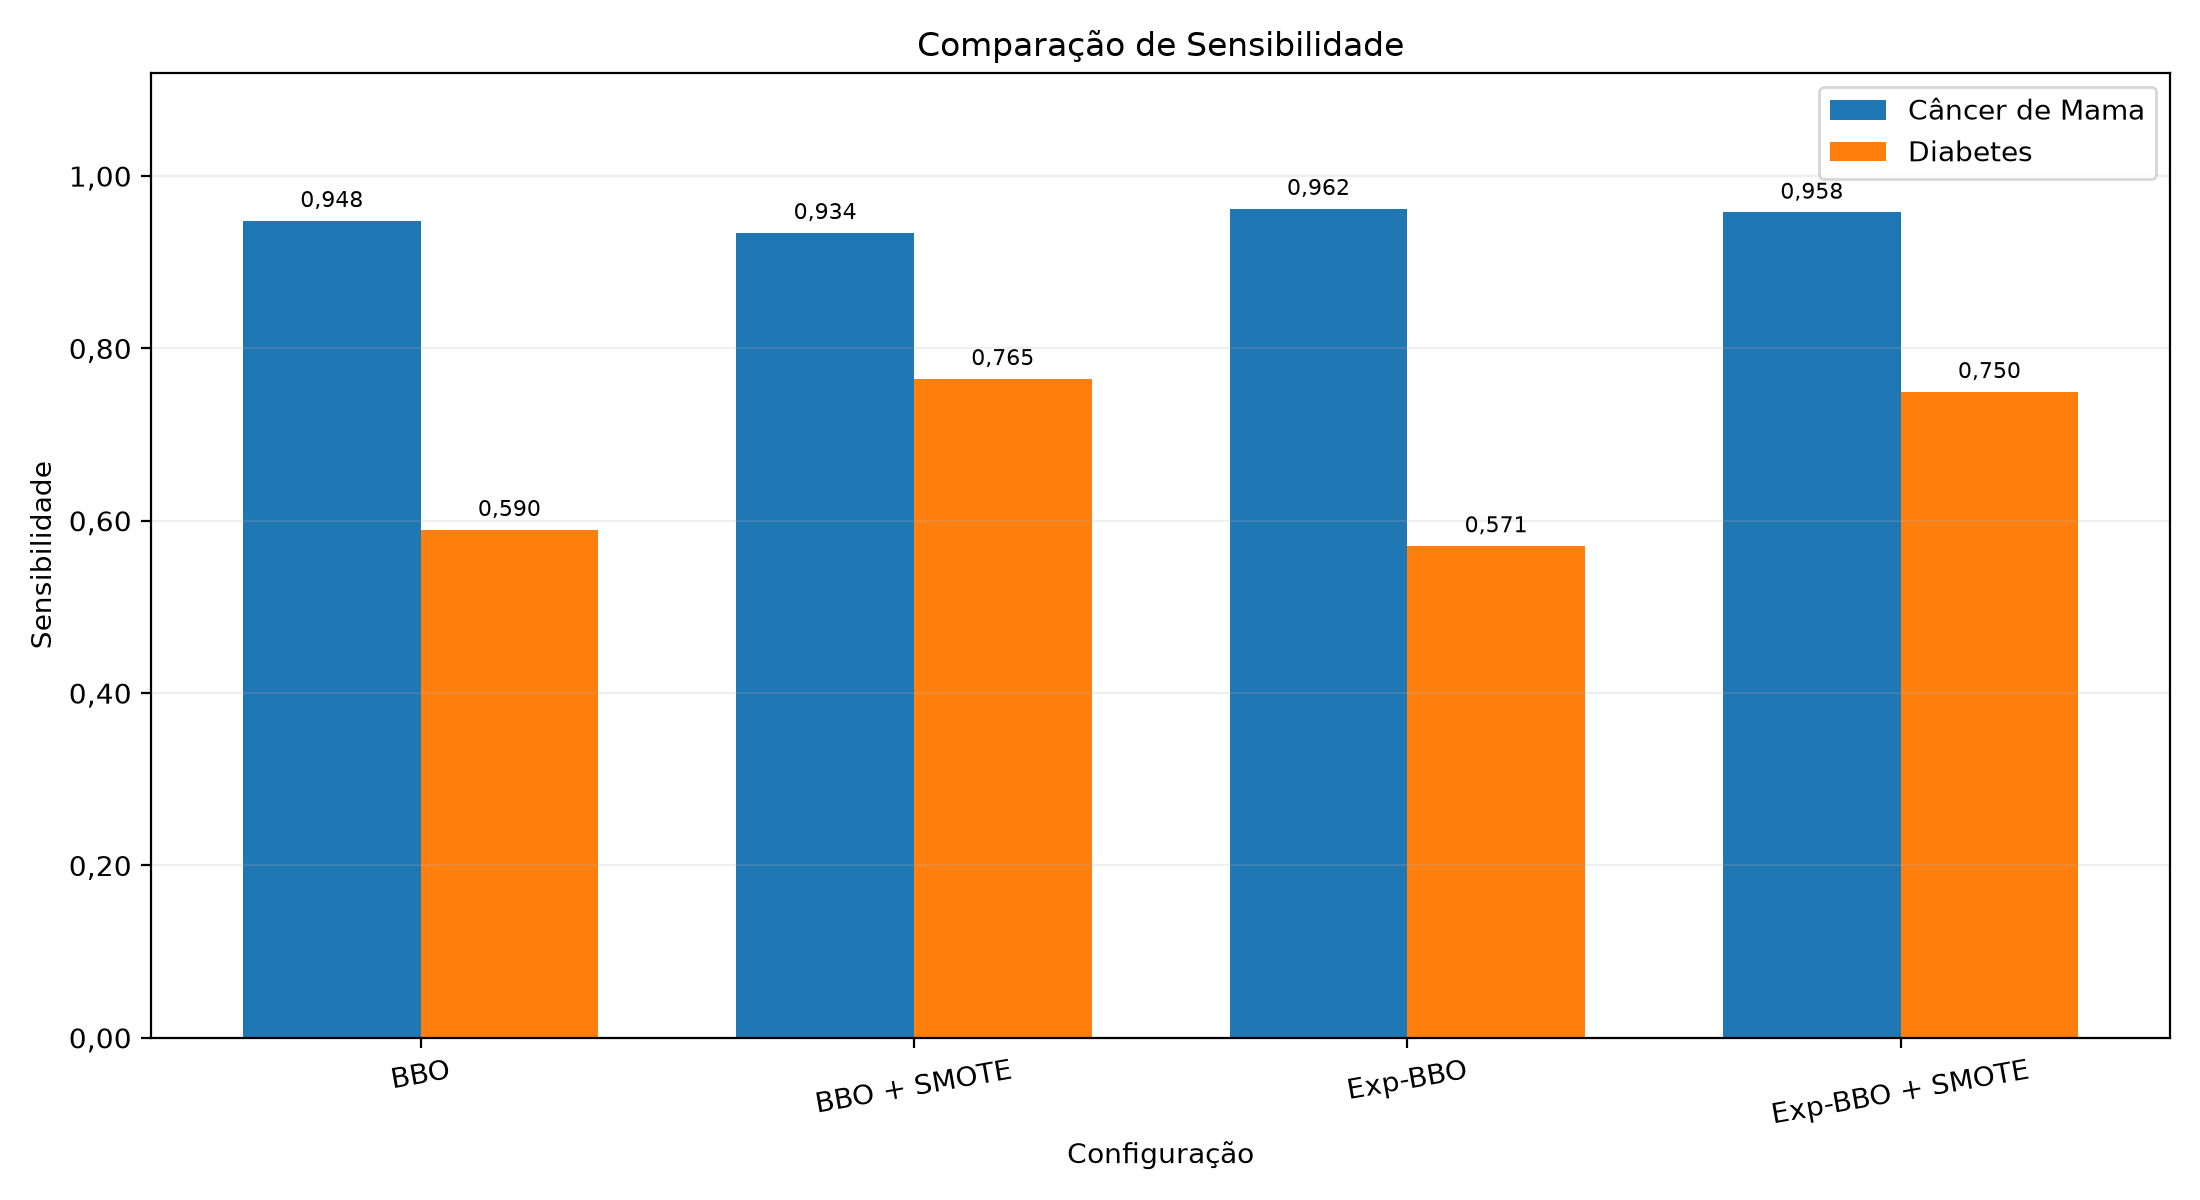 Comparação de Sensibilidade
Câncer de Mama
Diabetes
Sensibilidade
1,00
0,80
0,60
0,40
0,20
0,00
0,948
0,590
0,934
0,765
0,962
0,571
0,958
0,750
BBO
BBO + SMOTE
Exp-BBO
Exp-BBO + SMOTE
Configuração